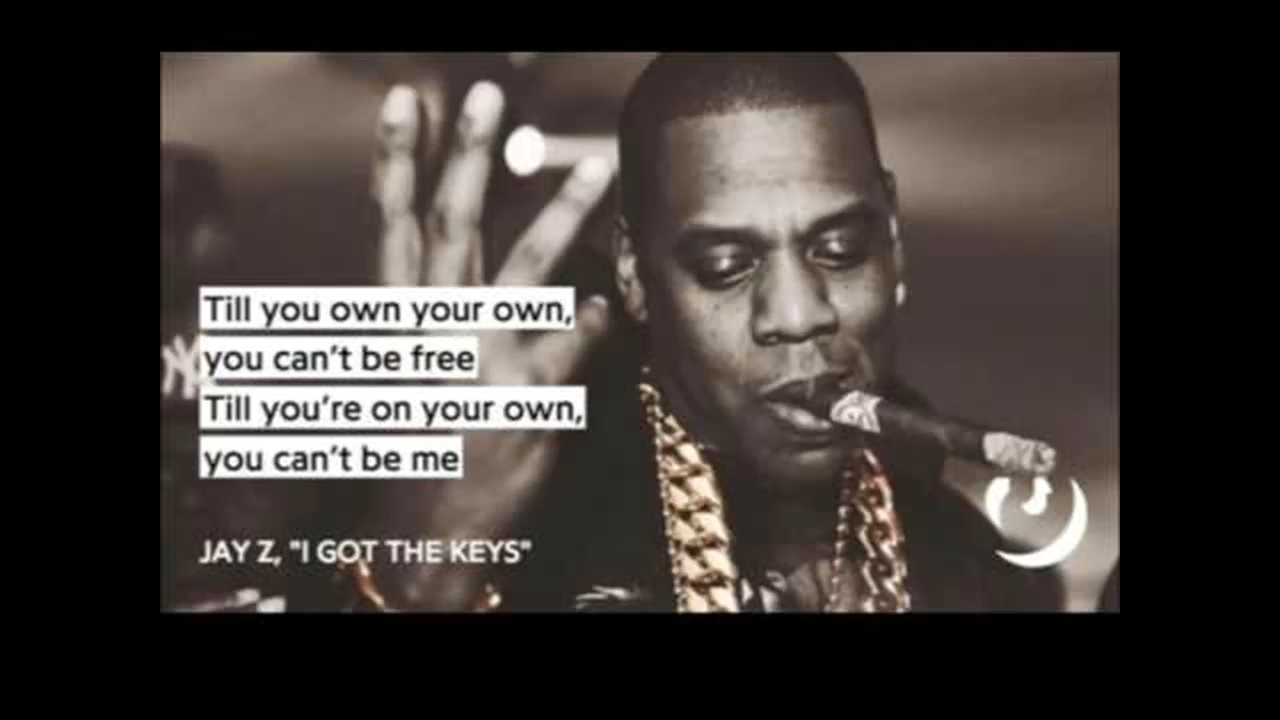 Till you own your own,
you can't be free
Till you're on your own,
you can't be me
JAY Z, "I GOT THE KEYS"